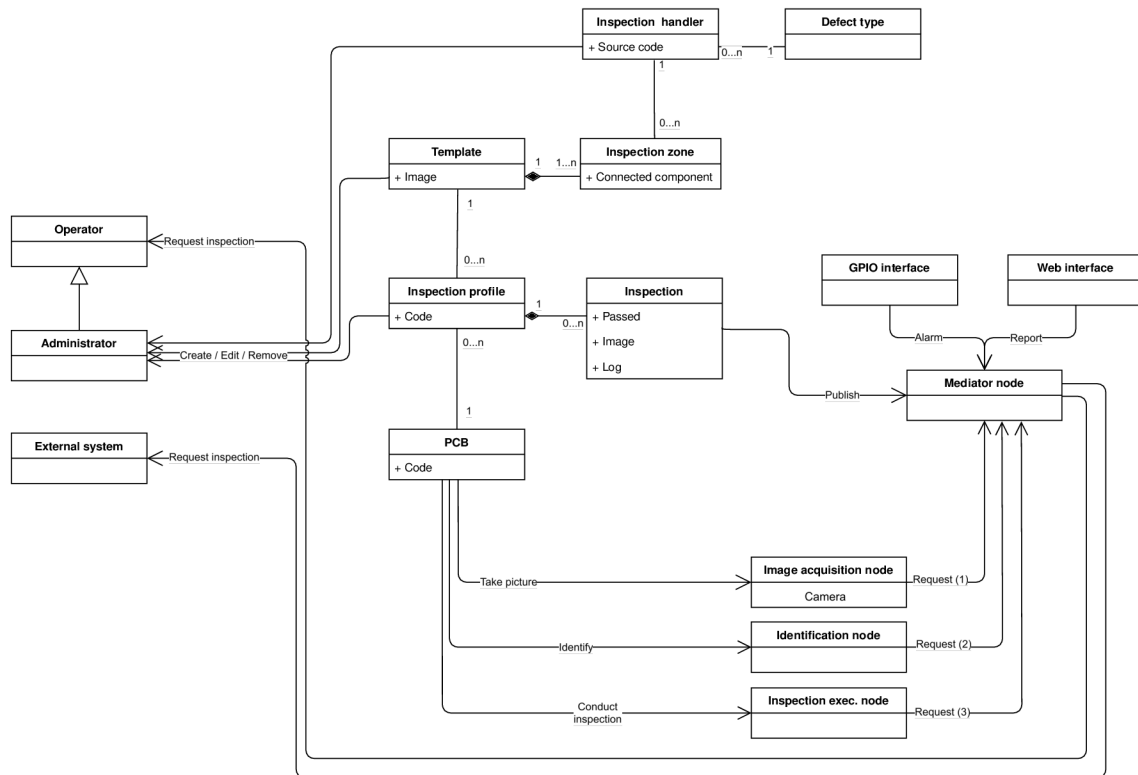 Inspection handler
+ Source code
Defect type
0...n
1
1
0...n
Template
+ Image
1
1...n
Inspection zone
+ Connected component
1
0...n
Operator
Request inspection
Administrator
Create / Edit / Remove
Inspection profile
+ Code
1
0...n
Inspection
+ Passed
+ Image
+ Log
GPIO interface
Web interface
Alarm
Report
Mediator node
Publish
0...n
1
External system
Request inspection
PCB
+ Code
Take picture
Image acquisition node
Camera
Request (1)
Identify
Identification node
Request (2)
Conduct
inspection
Inspection exec. node
Request (3)